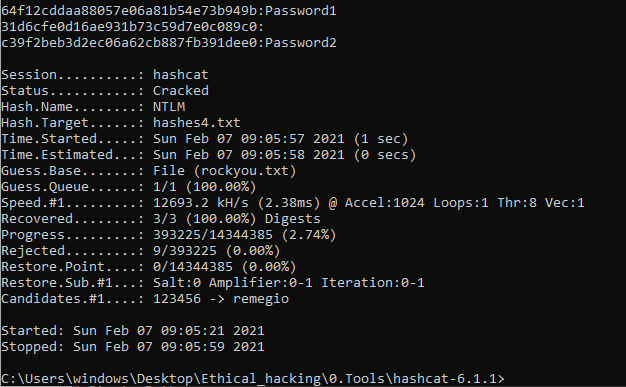 64f12cddaa88057e06a81b54e73b949b:Password1
31d6cfe0d16ae931b73c59d7e0c089c0:
c39f2beb3d2ec06a62cb887fb391dee0:Password2
Session..........: hashcat
Status...........: Cracked
Hash.Name........: NTLM
Hash.Target......: hashes4.txt
Time.Started.....: Sun Feb 07 09:05:57 2021 (1 sec)
Time.Estimated...: Sun Feb 07 09:05:58 2021 (0 secs)
Guess.Base.......: File (rockyou.txt)
Guess.Queue......: 1/1 (100.00%)
Speed.#1.........: 12693.2 kH/s (2.38ms) @ Accel:1024 Loops:1 Thr:8 Vec:1
Recovered........: 3/3 (100.00%) Digests
Progress.........: 393225/14344385 (2.74%)
Rejected.........: 9/393225 (0.00%)
Restore.Point....: 0/14344385 (0.00%)
Restore.Sub.#1...: Salt:0 Amplifier:0-1 Iteration:0-1
Candidates.#1....: 123456 -> remegio
Started: Sun Feb 07 09:05:21 2021
Stopped: Sun Feb 07 09:05:59 2021
C:\Users\windows\Desktop\Ethical_hacking\0.Tools\hashcat-6.1.1>